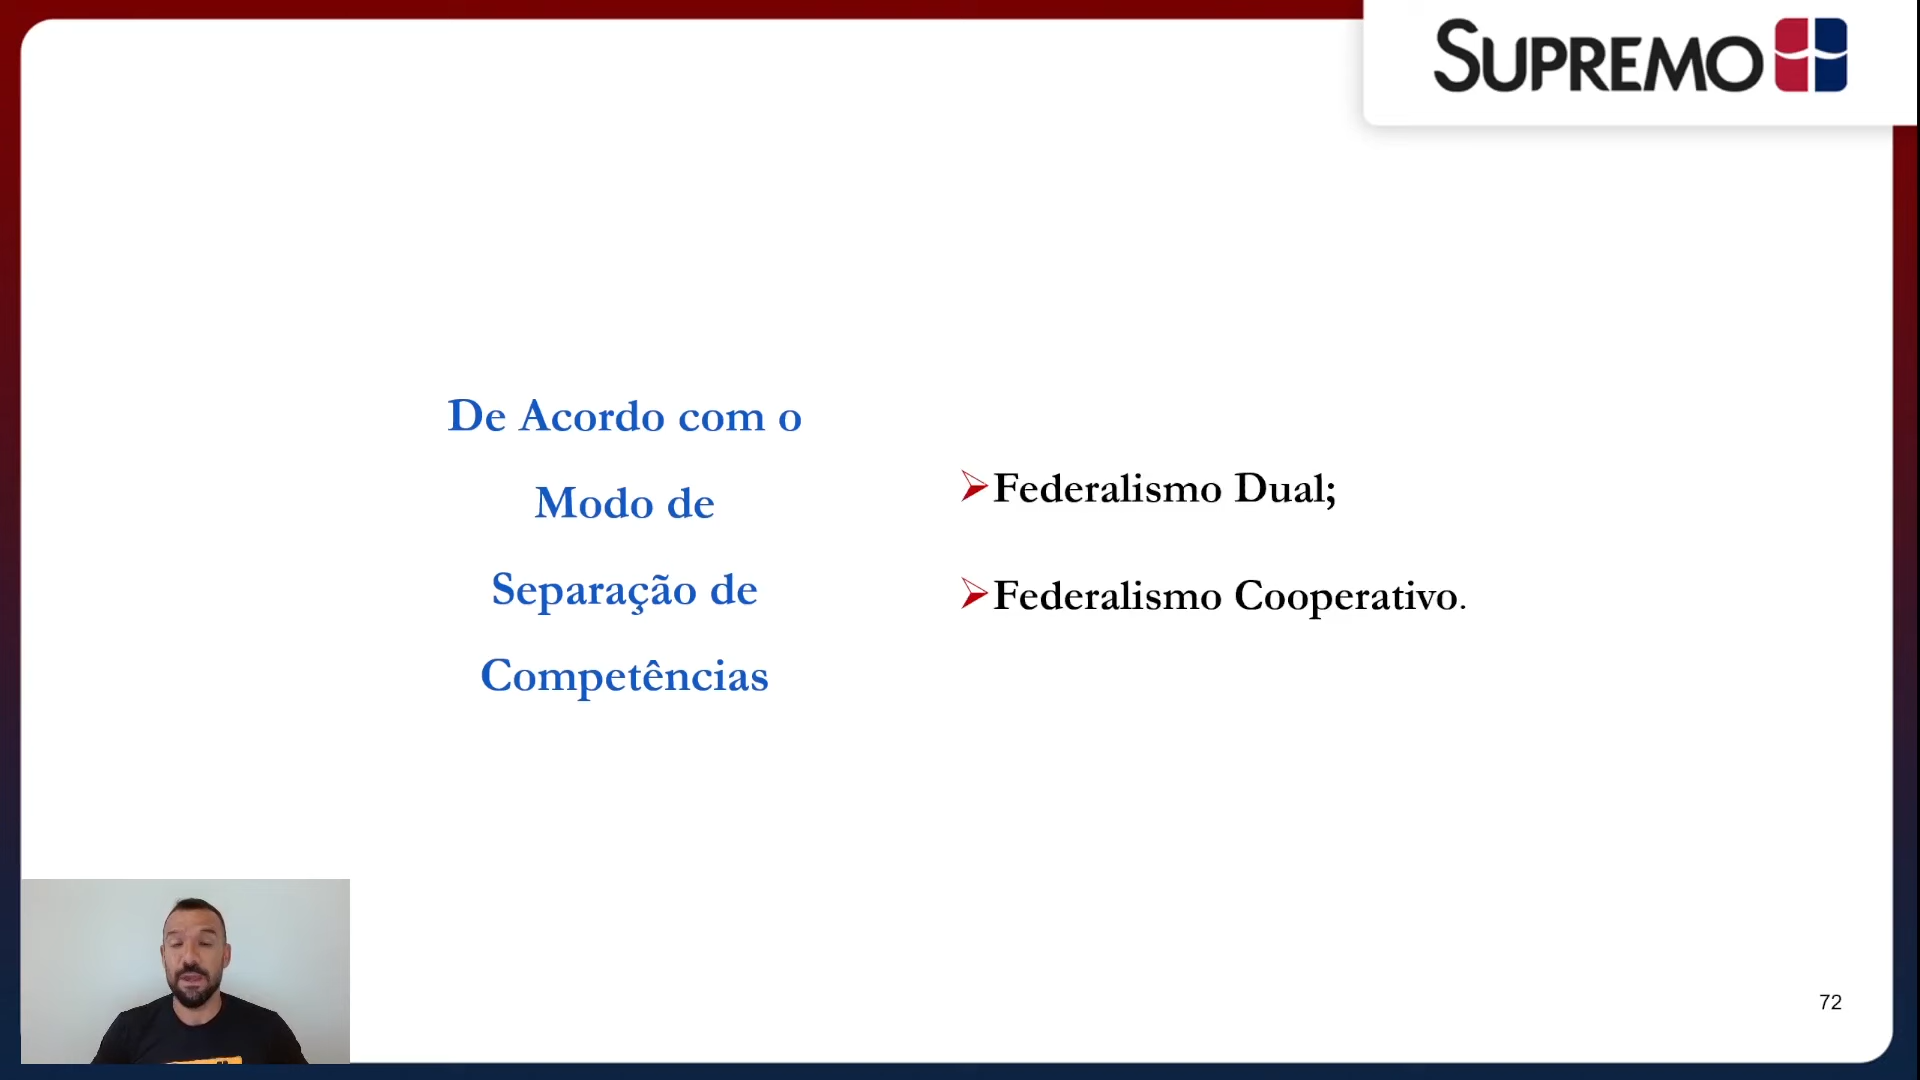 SUPREMO
De Acordo com o
Modo de
Separação de
Competências
Federalismo Dual;
Federalismo Cooperativo.
72